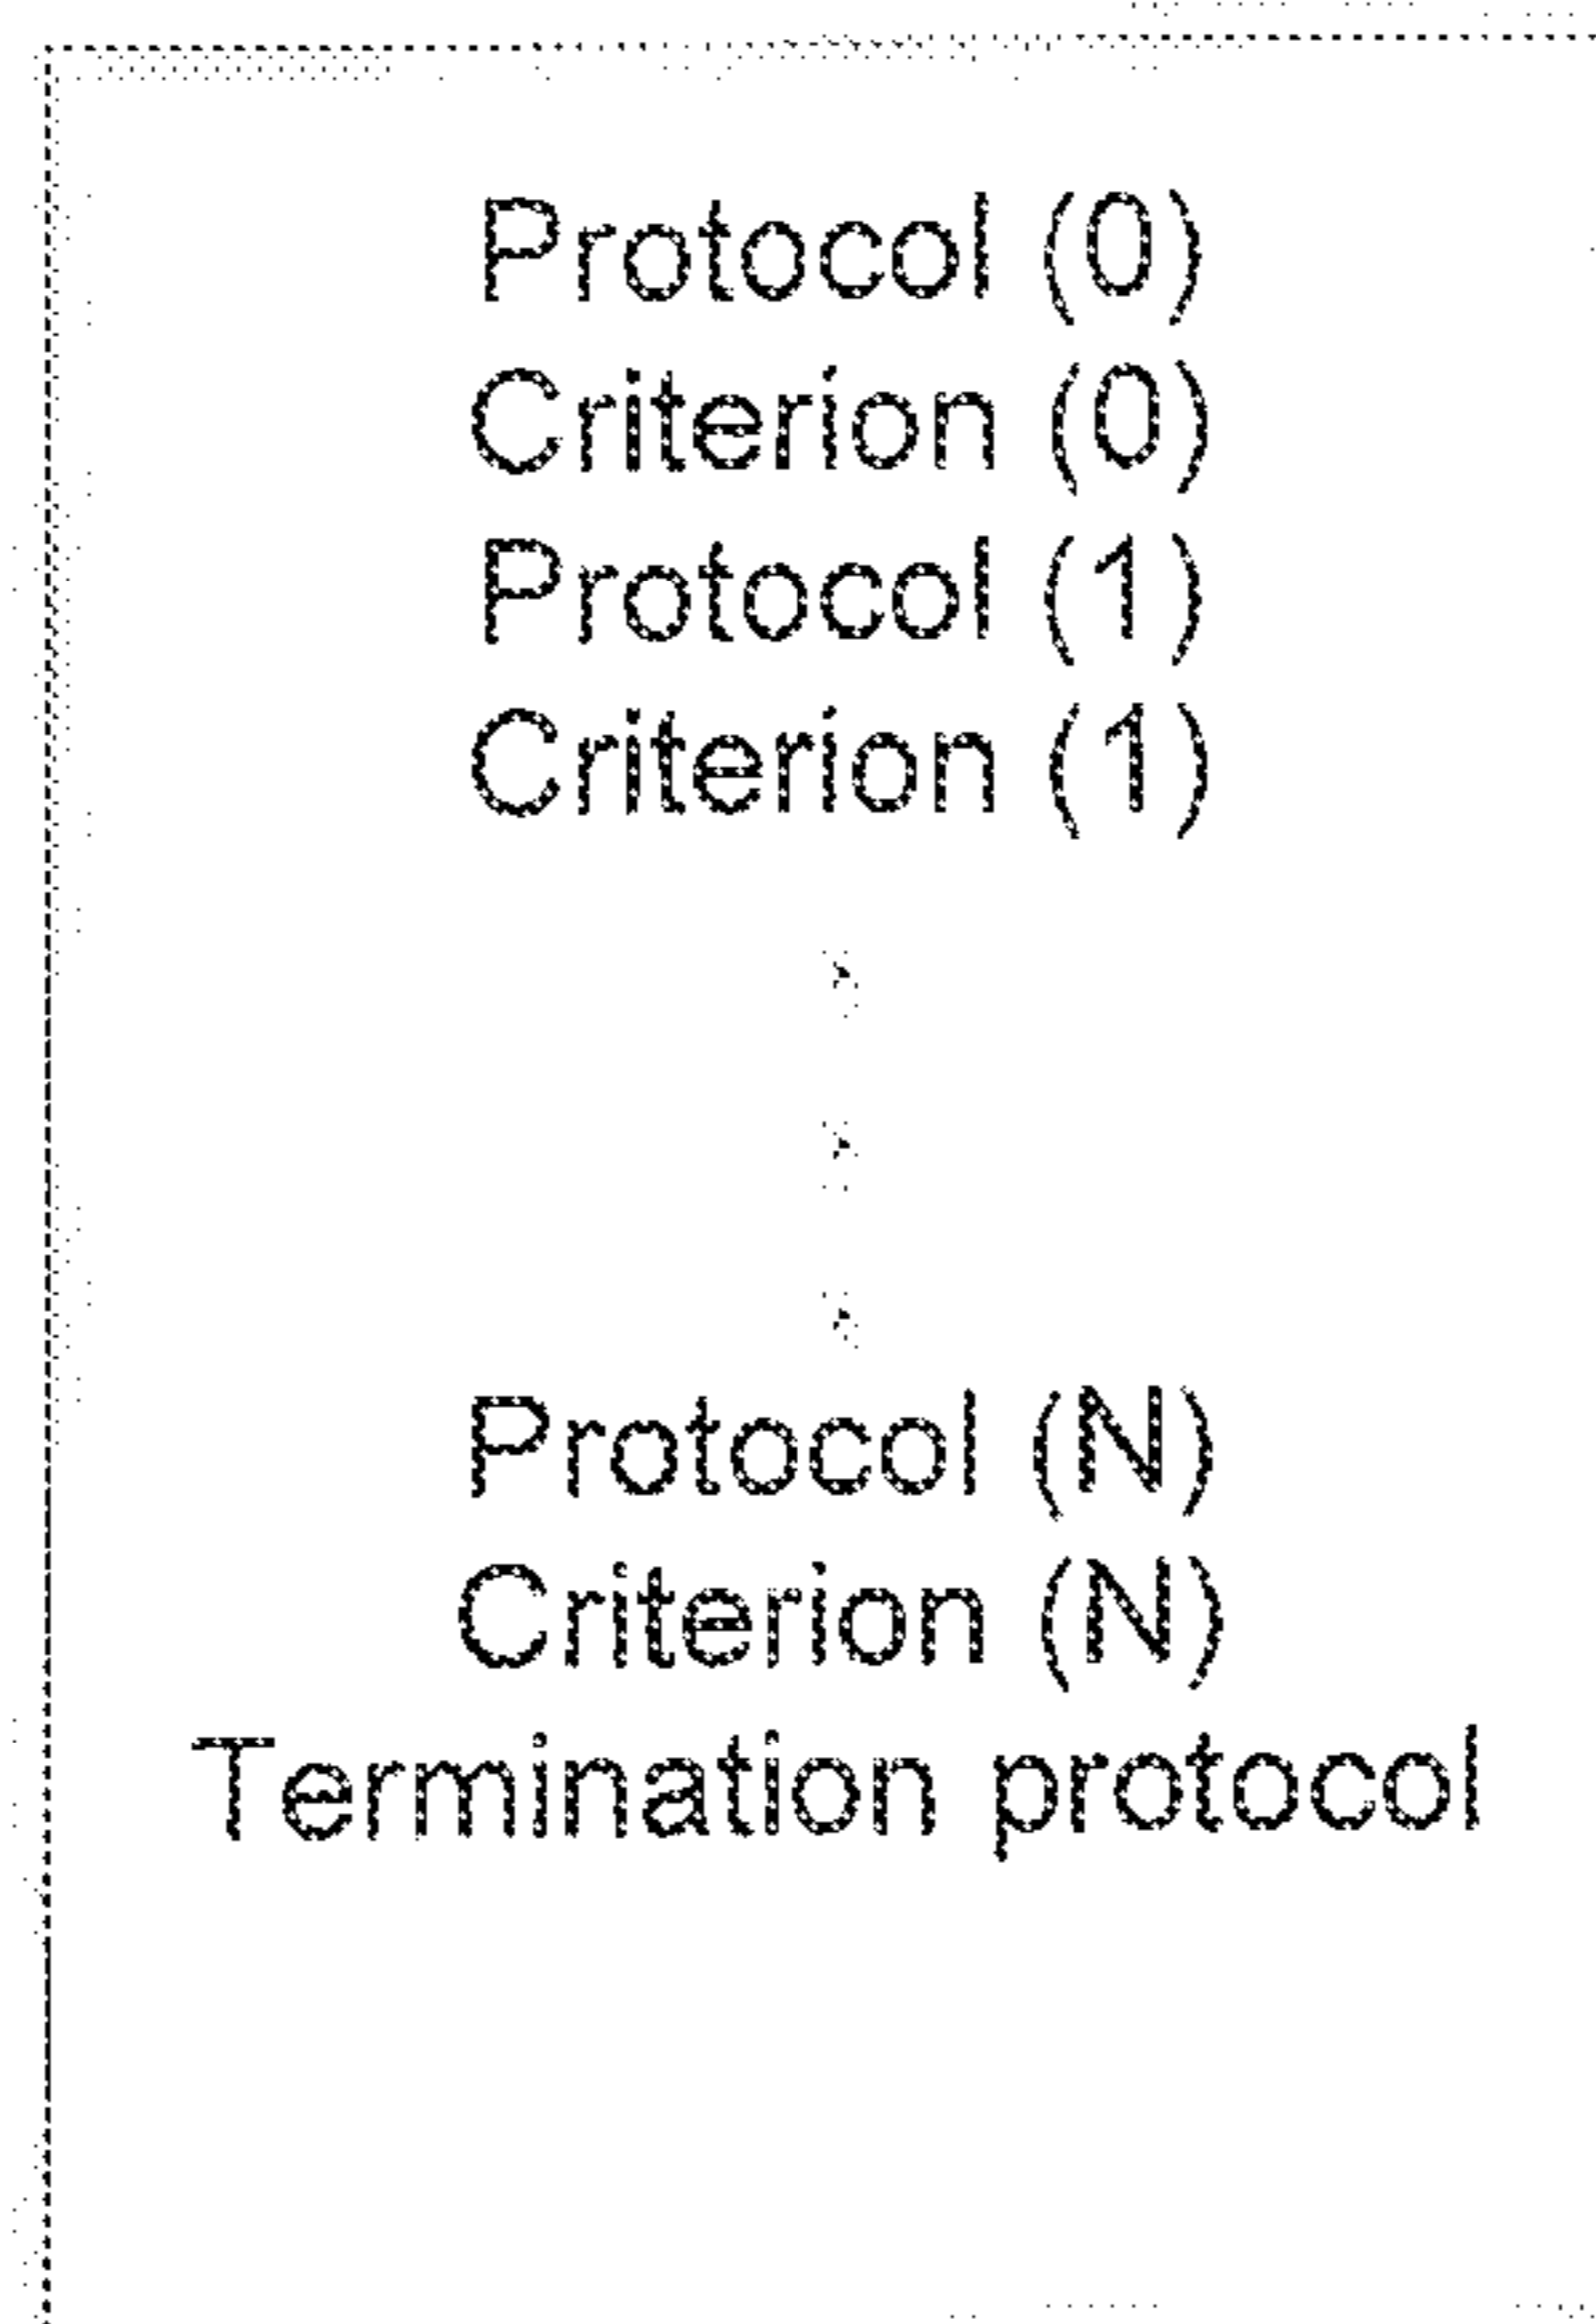 Protocol (0)
Criterion (0)
Protocol (1)
Criterion (1)
.
.
.
Protocol (N)
Criterion (N)
Termination protocol